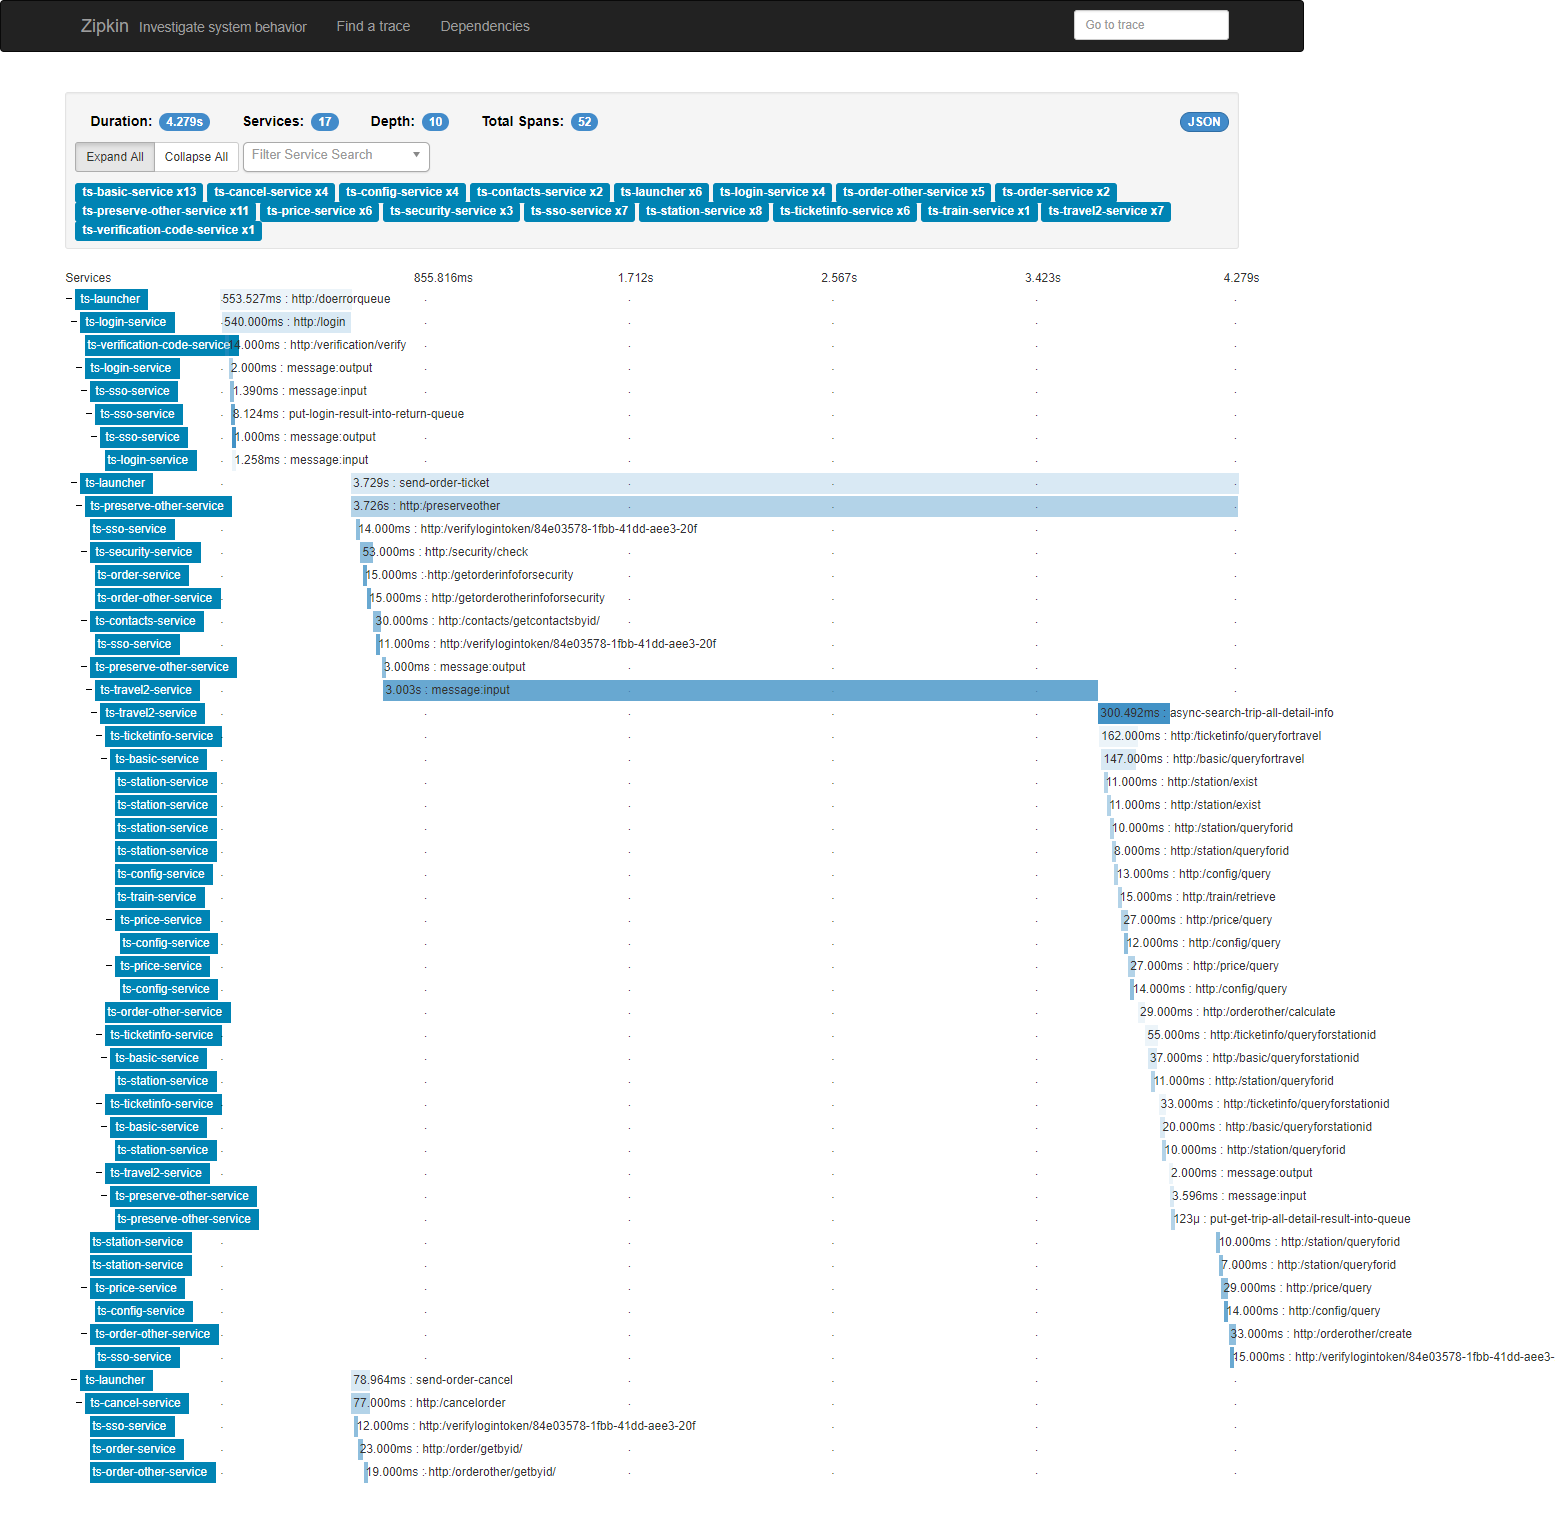 Zipkin Investigate system behavior Find a trace Dependencies Go to trace
Duration: 4.279s Services: 17 Depth: 10 Total Spans: 52 JSON
Expand All Collapse All Filter Service Search
ts-basic-service x13 ts-cancel-service x4 ts-config-service x4 ts-contacts-service x2 ts-launcher x6 ts-login-service x4 ts-order-other-service x5 ts-order-service x2
ts-preserve-other-service x11 ts-price-service x6 ts-security-service x3 ts-sso-service x7 ts-station-service x8 ts-ticketinfo-service x6 ts-train-service x1 ts-travel2-service x7
ts-verification-code-service x1
Services 855.816ms 1.712s 2.567s 3.423s 4.279s
ts-launcher 553.527ms : http:/doerrorqueue
ts-login-service 540.000ms : http:/login
ts-verification-code-service 14.000ms : http:/verification/verify
ts-login-service 2.000ms : message:output
ts-sso-service 1.390ms : message:input
ts-sso-service 8.124ms : put-login-result-into-return-queue
ts-sso-service 1.000ms : message:output
ts-login-service 1.258ms : message:input
ts-launcher 3.729s : send-order-ticket
ts-preserve-other-service 3.726s : http:/preserveother
ts-sso-service 14.000ms : http:/verifylogintoken/84e03578-1fbb-41dd-aee3-20f
ts-security-service 53.000ms : http:/security/check
ts-order-service 15.000ms : http:/getorderinfoforsecurity
ts-order-other-service 15.000ms : http:/getorderotherinfoforsecurity
ts-contacts-service 30.000ms : http:/contacts/getcontactsbyid/
ts-sso-service 11.000ms : http:/verifylogintoken/84e03578-1fbb-41dd-aee3-20f
ts-preserve-other-service 3.000ms : message:output
ts-travel2-service 3.003s : message:input
ts-travel2-service 300.492ms : async-search-trip-all-detail-info
ts-ticketinfo-service 162.000ms : http:/ticketinfo/queryfortravel
ts-basic-service 147.000ms : http:/basic/queryfortravel
ts-station-service 11.000ms : http:/station/exist
ts-station-service 11.000ms : http:/station/exist
ts-station-service 10.000ms : http:/station/queryforid
ts-station-service 8.000ms : http:/station/queryforid
ts-config-service 13.000ms : http:/config/query
ts-train-service 15.000ms : http:/train/retrieve
ts-price-service 27.000ms : http:/price/query
ts-config-service 12.000ms : http:/config/query
ts-price-service 27.000ms : http:/price/query
ts-config-service 14.000ms : http:/config/query
ts-order-other-service 29.000ms : http:/orderother/calculate
ts-ticketinfo-service 55.000ms : http:/ticketinfo/queryforstationid
ts-basic-service 37.000ms : http:/basic/queryforstationid
ts-station-service 11.000ms : http:/station/queryforid
ts-ticketinfo-service 33.000ms : http:/ticketinfo/queryforstationid
ts-basic-service 20.000ms : http:/basic/queryforstationid
ts-station-service 10.000ms : http:/station/queryforid
ts-travel2-service 2.000ms : message:output
ts-preserve-other-service 3.596ms : message:input
ts-preserve-other-service 123μ : put-get-trip-all-detail-result-into-queue
ts-station-service 10.000ms : http:/station/queryforid
ts-station-service 7.000ms : http:/station/queryforid
ts-price-service 29.000ms : http:/price/query
ts-config-service 14.000ms : http:/config/query
ts-order-other-service 33.000ms : http:/orderother/create
ts-sso-service 15.000ms : http:/verifylogintoken/84e03578-1fbb-41dd-aee3-
ts-launcher 78.964ms : send-order-cancel
ts-cancel-service 77.000ms : http:/cancelorder
ts-sso-service 12.000ms : http:/verifylogintoken/84e03578-1fbb-41dd-aee3-20f
ts-order-service 23.000ms : http:/order/getbyid/
ts-order-other-service 19.000ms : http:/orderother/getbyid/